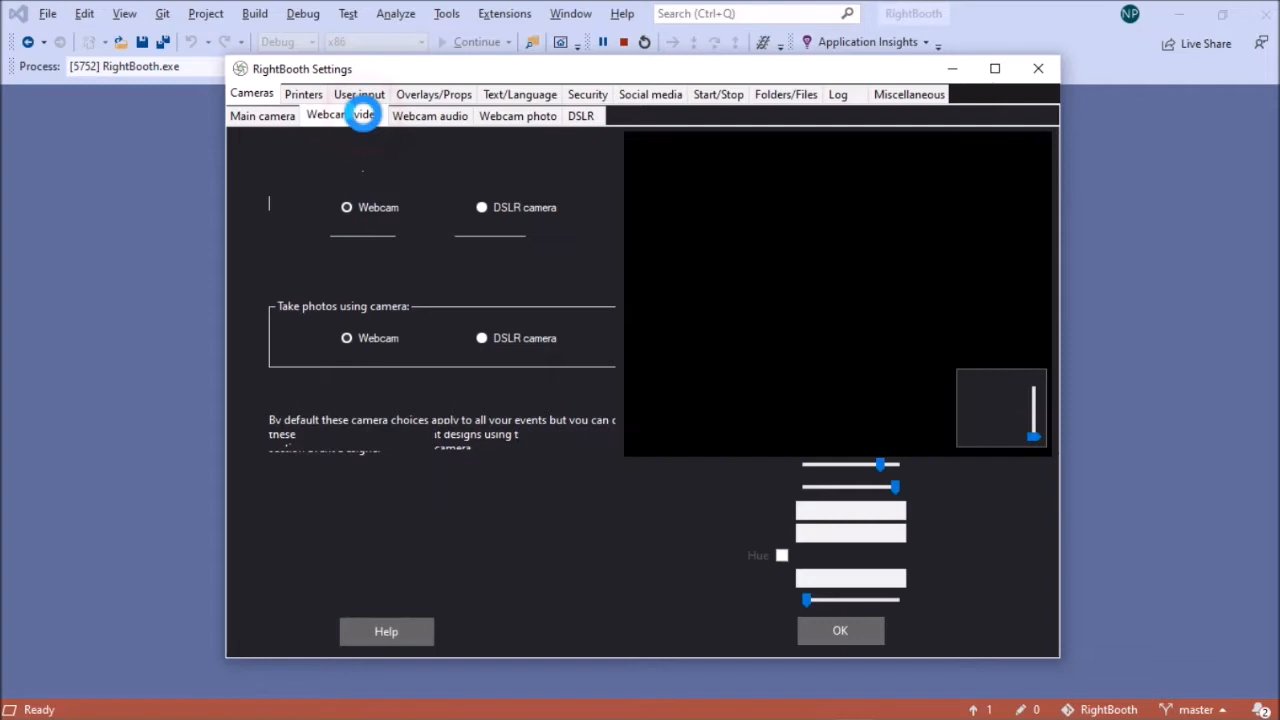 File Edit View Git Project Build Debug Test Analyze Tools Extensions Window Help Search (Ctrl+Q) RightBooth NP
Debug x86 Continue Application Insights Live Share
Process: [5752] RightBooth.exe
RightBooth Settings
Cameras Printers User input Overlays/Props Text/Language Security Social media Start/Stop Folders/Files Log Miscellaneous
Main camera Webcam video Webcam audio Webcam photo DSLR
Webcam DSLR camera
Take photos using camera:
Webcam DSLR camera
By default these camera choices apply to all your events but you can
these t designs using t
camera
Hue
Help OK
Ready 1 0 RightBooth master 2